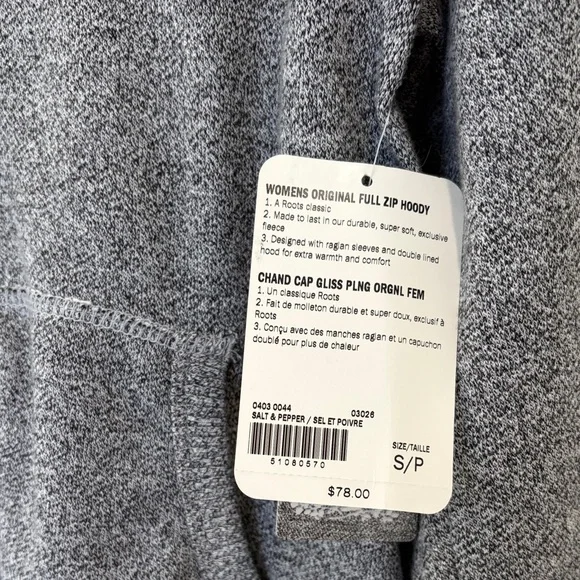 WOMENS ORIGINAL FULL ZIP HOODY
1. A Roots classic
2. Made to last in our durable, super soft, exclusive
fleece
3. Designed with raglan sleeves and double lined
hood for extra warmth and comfort
CHAND CAP GLISS PLNG ORGNL FEM
1. Un classique Roots
2. Fait de molleton durable et super doux, exclusif à
Roots
3. Conçu avec des manches raglan et un capuchon
doublé pour plus de chaleur
0403 0044 03026
SALT & PEPPER / SEL ET POIVRE
51080570
SIZE/TAILLE
S/P
$78.00